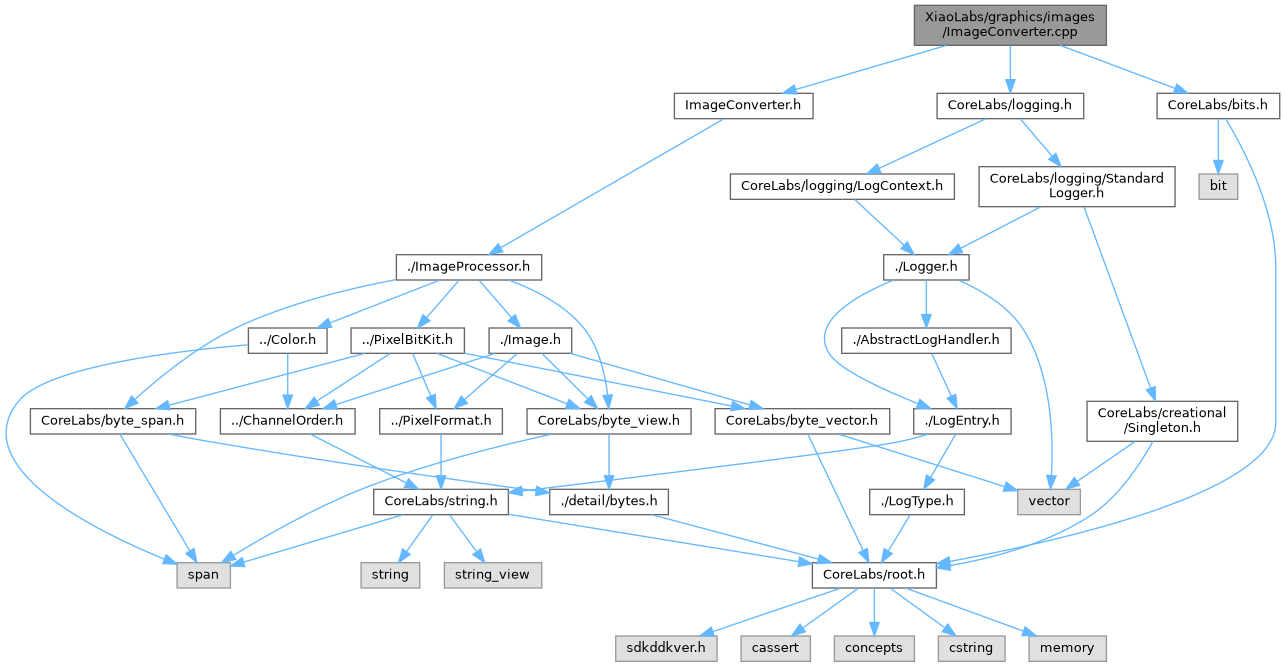 XiaoLabs/graphics/images
/ImageConverter.cpp
ImageConverter.h
CoreLabs/logging.h
CoreLabs/bits.h
CoreLabs/logging/LogContext.h
CoreLabs/logging/Standard
Logger.h
bit
./ImageProcessor.h
./Logger.h
../Color.h
../PixelBitKit.h
./Image.h
./AbstractLogHandler.h
CoreLabs/byte_span.h
../ChannelOrder.h
../PixelFormat.h
CoreLabs/byte_view.h
CoreLabs/byte_vector.h
./LogEntry.h
CoreLabs/creational
/Singleton.h
CoreLabs/string.h
./detail/bytes.h
./LogType.h
vector
span
string
string_view
CoreLabs/root.h
sdkddkver.h
cassert
concepts
cstring
memory